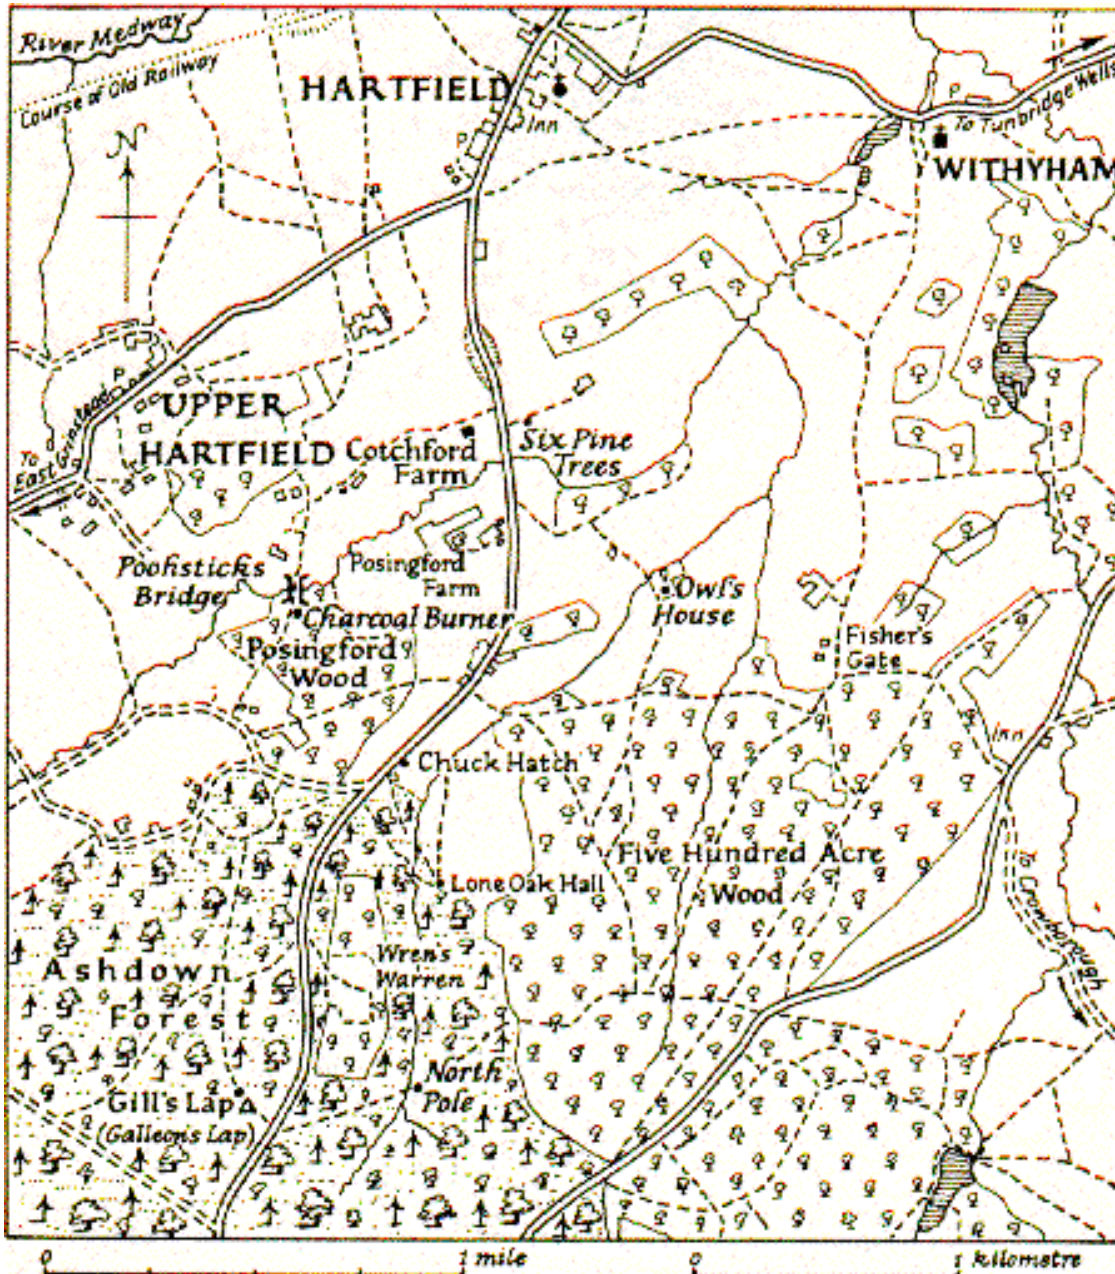 River Medway
Course of Old Railway
HARTFIELD
Inn
P
P
To Tunbridge Wells
WITHYHAM
N
P
To
East Grinstead
UPPER
HARTFIELD
Cotchford
Farm
Six Pine
Trees
Poohsticks
Bridge
Posingford
Farm
Charcoal Burner
Owl's
House
Posingford
Wood
Fisher's
Gate
Inn
Chuck Hatch
Five Hundred Acre
Wood
Lone Oak Hall
To Crowborough
Wren's
Warren
Ashdown
Forest
North
Pole
Gill's Lap
(Galleon's Lap)
0 1 mile 0 1 kilometre